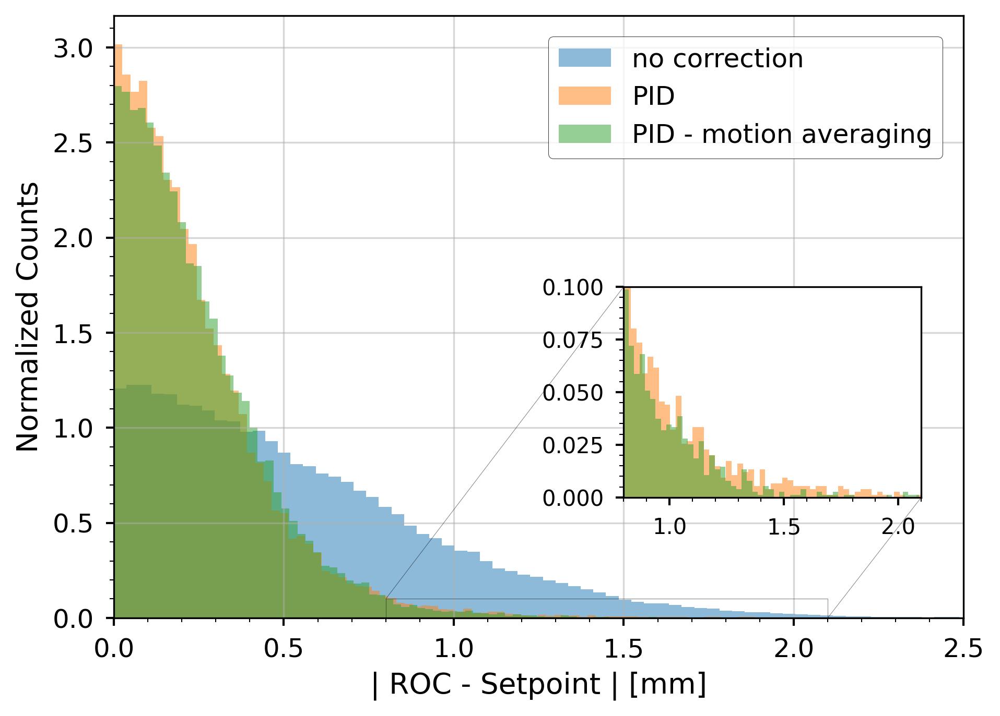 3.0
2.5
2.0
1.5
1.0
0.5
0.0
Normalized Counts
no correction
PID
PID - motion averaging
0.100
0.075
0.050
0.025
0.000
1.0 1.5 2.0
0.0 0.5 1.0 1.5 2.0 2.5
| ROC - Setpoint | [mm]